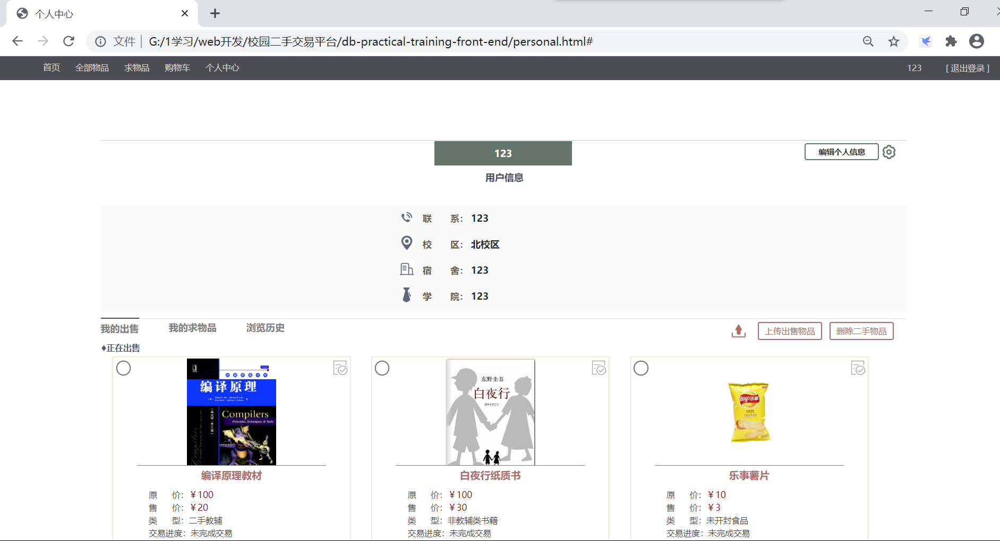 个人中心
文件 G:/1学习/web开发/校园二手交易平台/db-practical-training-front-end/personal.html#
首页 全部物品 求物品 购物车 个人中心 123 [ 退出登录 ]
123
编辑个人信息
用户信息
联 系： 123
校 区： 北校区
宿 舍： 123
学 院： 123
我的出售 我的求物品 浏览历史 上传出售物品 删除二手物品
♦正在出售
编译原理
Compilers
Principles, Techniques, & Tools
东野圭吾
白夜行
びゃくやこう
Lay's乐事
编译原理教材 白夜行纸质书 乐事薯片
原 价：￥100 原 价：￥100 原 价：￥10
售 价：￥20 售 价：￥30 售 价：￥3
类 型：二手教辅 类 型：非教辅类书籍 类 型：未开封食品
交易进度：未完成交易 交易进度：未完成交易 交易进度：未完成交易